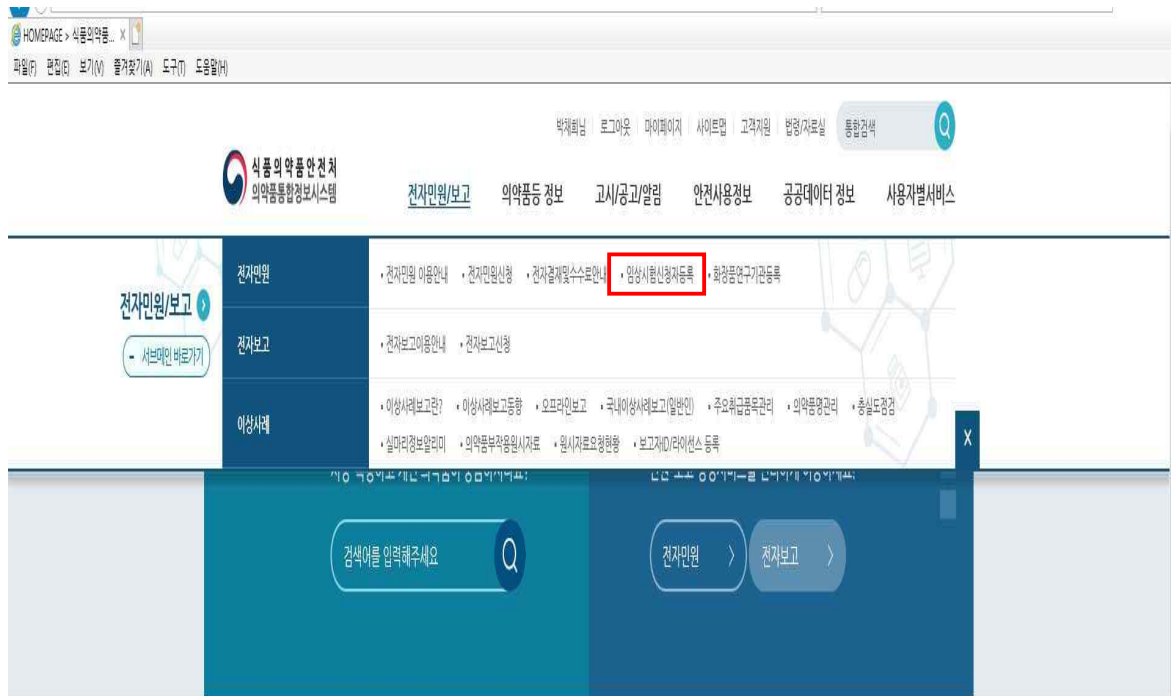 HOMEPAGE > 식품의약품... x
파일(F) 편집(E) 보기(V) 즐겨찾기(A) 도구(T) 도움말(H)
박채희님 로그아웃 마이페이지 사이트맵 고객지원 법령/자료실 통합검색
식품의약품안전처
의약품통합정보시스템
전자민원/보고 의약품등 정보 고시/공고/알림 안전사용정보 공공데이터 정보 사용자별서비스
전자민원/보고
서브메인 바로가기
전자민원
• 전자민원 이용안내 • 전자민원신청 • 전자결재및수수료안내 • 임상시험신청자등록 • 화장품연구기관등록
전자보고
• 전자보고이용안내 • 전자보고신청
이상사례
• 이상사례보고란? • 이상사례보고동향 • 오프라인보고 • 국내이상사례보고(일반인) • 주요취급품목관리 • 의약품명관리 • 충실도점검
• 실마리정보알리미 • 의약품부작용원시자료 • 원시자료요청현황 • 보고자ID/라이선스 등록
X
검색어를 입력해주세요
전자민원 >
전자보고 >